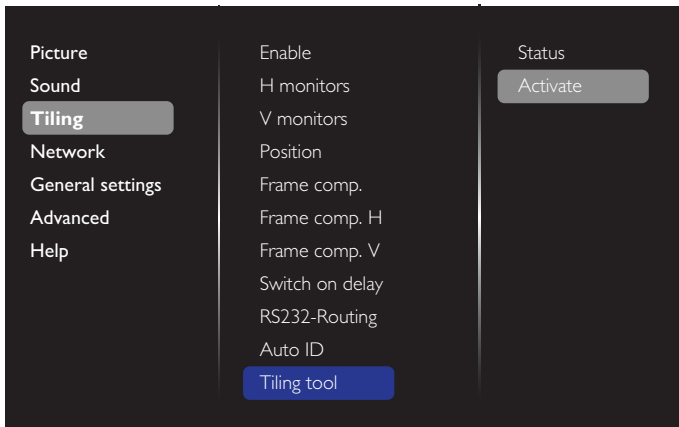 Picture
Sound
Tiling
Network
General settings
Advanced
Help
Enable
H monitors
V monitors
Position
Frame comp.
Frame comp. H
Frame comp. V
Switch on delay
RS232-Routing
Auto ID
Tiling tool
Status
Activate